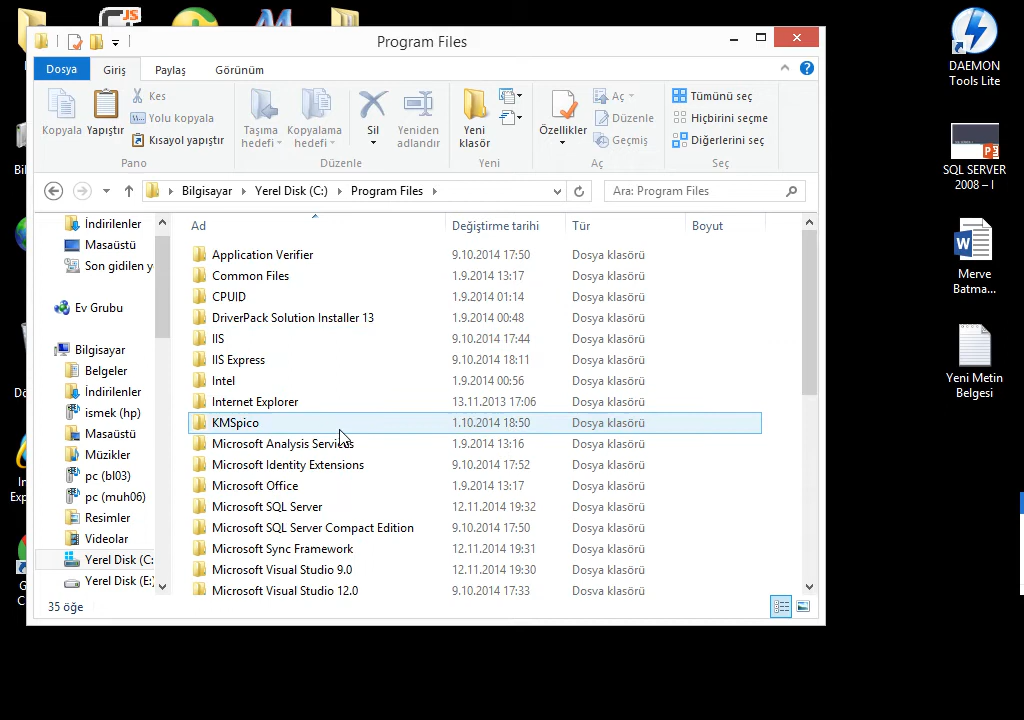 Program Files
Dosya
Giriş
Paylaş
Görünüm
Kopyala
Yapıştır
Kes
Yolu kopyala
Kısayol yapıştır
Pano
Taşıma hedefi
Kopyalama hedefi
Sil
Yeniden adlandır
Düzenle
Yeni klasör
Yeni
Özellikler
Aç
Düzenle
Geçmiş
Aç
Tümünü seç
Hiçbirini seçme
Diğerlerini seç
Seç
Bilgisayar
Yerel Disk (C:)
Program Files
Ara: Program Files
İndirilenler
Masaüstü
Son gidilen y
Ev Grubu
Bilgisayar
Belgeler
İndirilenler
ismek (hp)
Masaüstü
Müzikler
pc (bl03)
pc (muh06)
Resimler
Videolar
Yerel Disk (C:
Yerel Disk (E:)
Ad Değiştirme tarihi Tür Boyut
Application Verifier 9.10.2014 17:50 Dosya klasörü
Common Files 1.9.2014 13:17 Dosya klasörü
CPUID 1.9.2014 01:14 Dosya klasörü
DriverPack Solution Installer 13 1.9.2014 00:48 Dosya klasörü
IIS 9.10.2014 17:44 Dosya klasörü
IIS Express 9.10.2014 18:11 Dosya klasörü
Intel 1.9.2014 00:56 Dosya klasörü
Internet Explorer 13.11.2013 17:06 Dosya klasörü
KMSpico 1.10.2014 18:50 Dosya klasörü
Microsoft Analysis Services 1.9.2014 13:16 Dosya klasörü
Microsoft Identity Extensions 9.10.2014 17:52 Dosya klasörü
Microsoft Office 1.9.2014 13:17 Dosya klasörü
Microsoft SQL Server 12.11.2014 19:32 Dosya klasörü
Microsoft SQL Server Compact Edition 9.10.2014 17:50 Dosya klasörü
Microsoft Sync Framework 12.11.2014 19:31 Dosya klasörü
Microsoft Visual Studio 9.0 12.11.2014 19:30 Dosya klasörü
Microsoft Visual Studio 12.0 9.10.2014 17:33 Dosya klasörü
35 öğe
DAEMON
Tools Lite
SQL SERVER
2008 – I
Merve
Batma...
Yeni Metin
Belgesi
JS